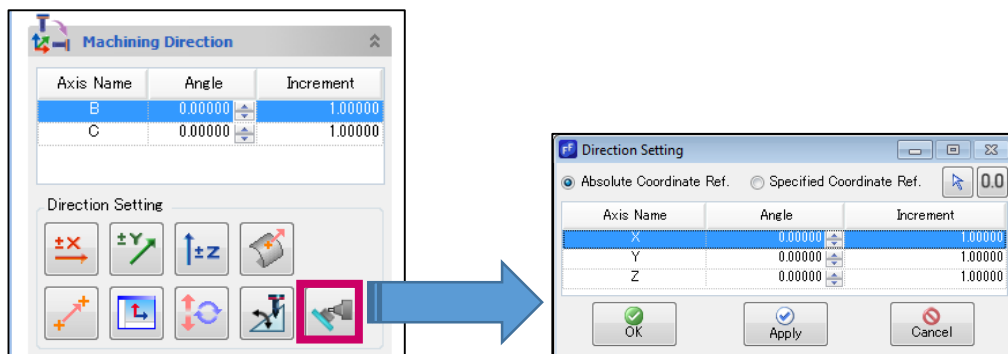 Machining Direction
Axis Name Angle Increment
B 0.00000 1.00000
C 0.00000 1.00000
Direction Setting
±X ±Y ±Z
Direction Setting
Absolute Coordinate Ref. Specified Coordinate Ref. 0.0
Axis Name Angle Increment
X 0.00000 1.00000
Y 0.00000 1.00000
Z 0.00000 1.00000
OK Apply Cancel